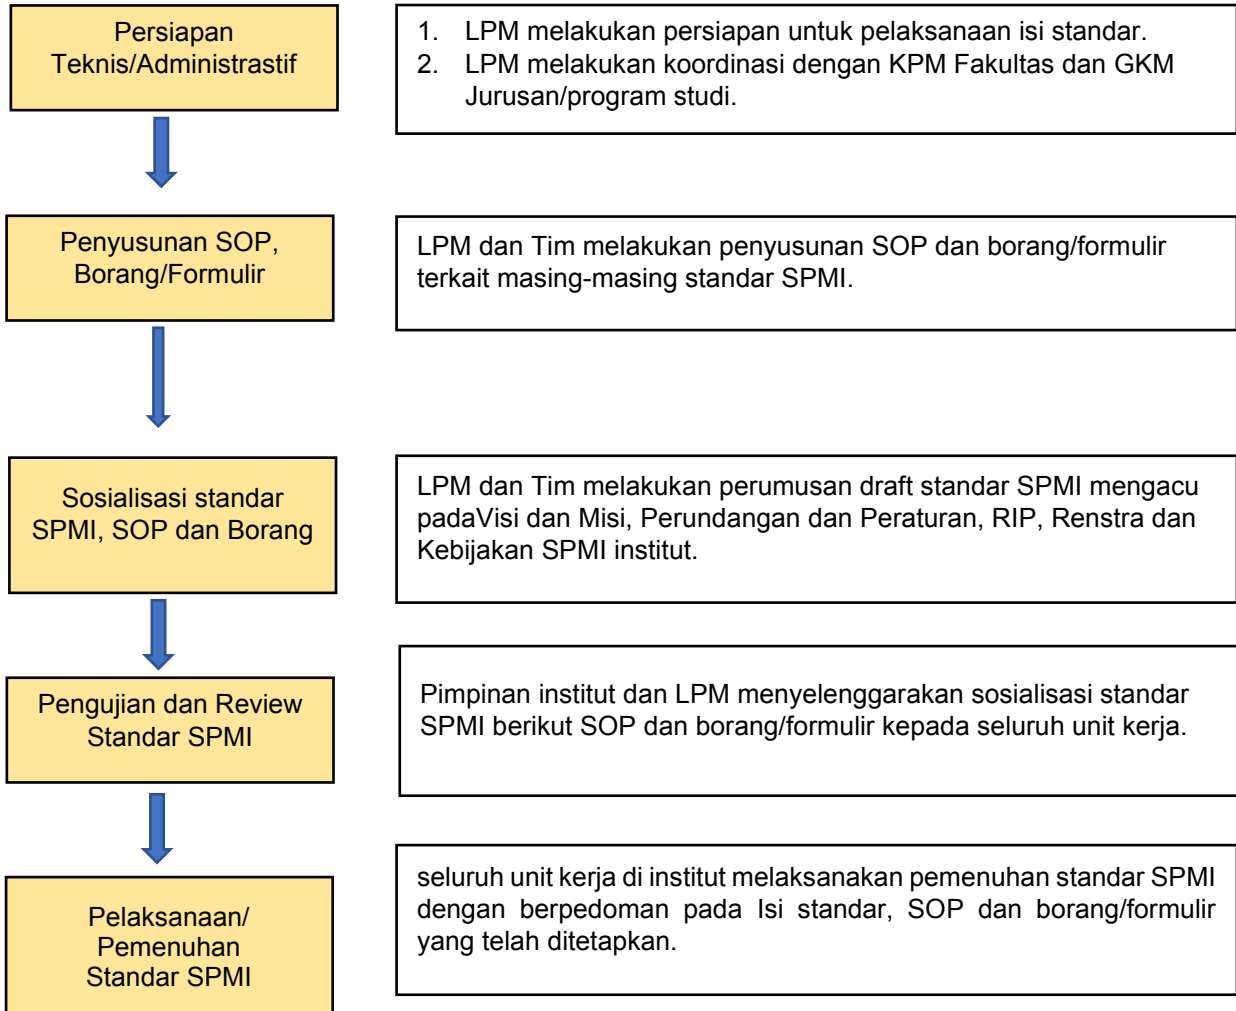 Persiapan
Teknis/Administrastif
1. LPM melakukan persiapan untuk pelaksanaan isi standar.
2. LPM melakukan koordinasi dengan KPM Fakultas dan GKM
Jurusan/program studi.
Penyusunan SOP,
Borang/Formulir
LPM dan Tim melakukan penyusunan SOP dan borang/formulir
terkait masing-masing standar SPMI.
Sosialisasi standar
SPMI, SOP dan Borang
LPM dan Tim melakukan perumusan draft standar SPMI mengacu
padaVisi dan Misi, Perundangan dan Peraturan, RIP, Renstra dan
Kebijakan SPMI institut.
Pengujian dan Review
Standar SPMI
Pimpinan institut dan LPM menyelenggarakan sosialisasi standar
SPMI berikut SOP dan borang/formulir kepada seluruh unit kerja.
Pelaksanaan/
Pemenuhan
Standar SPMI
seluruh unit kerja di institut melaksanakan pemenuhan standar SPMI
dengan berpedoman pada Isi standar, SOP dan borang/formulir
yang telah ditetapkan.